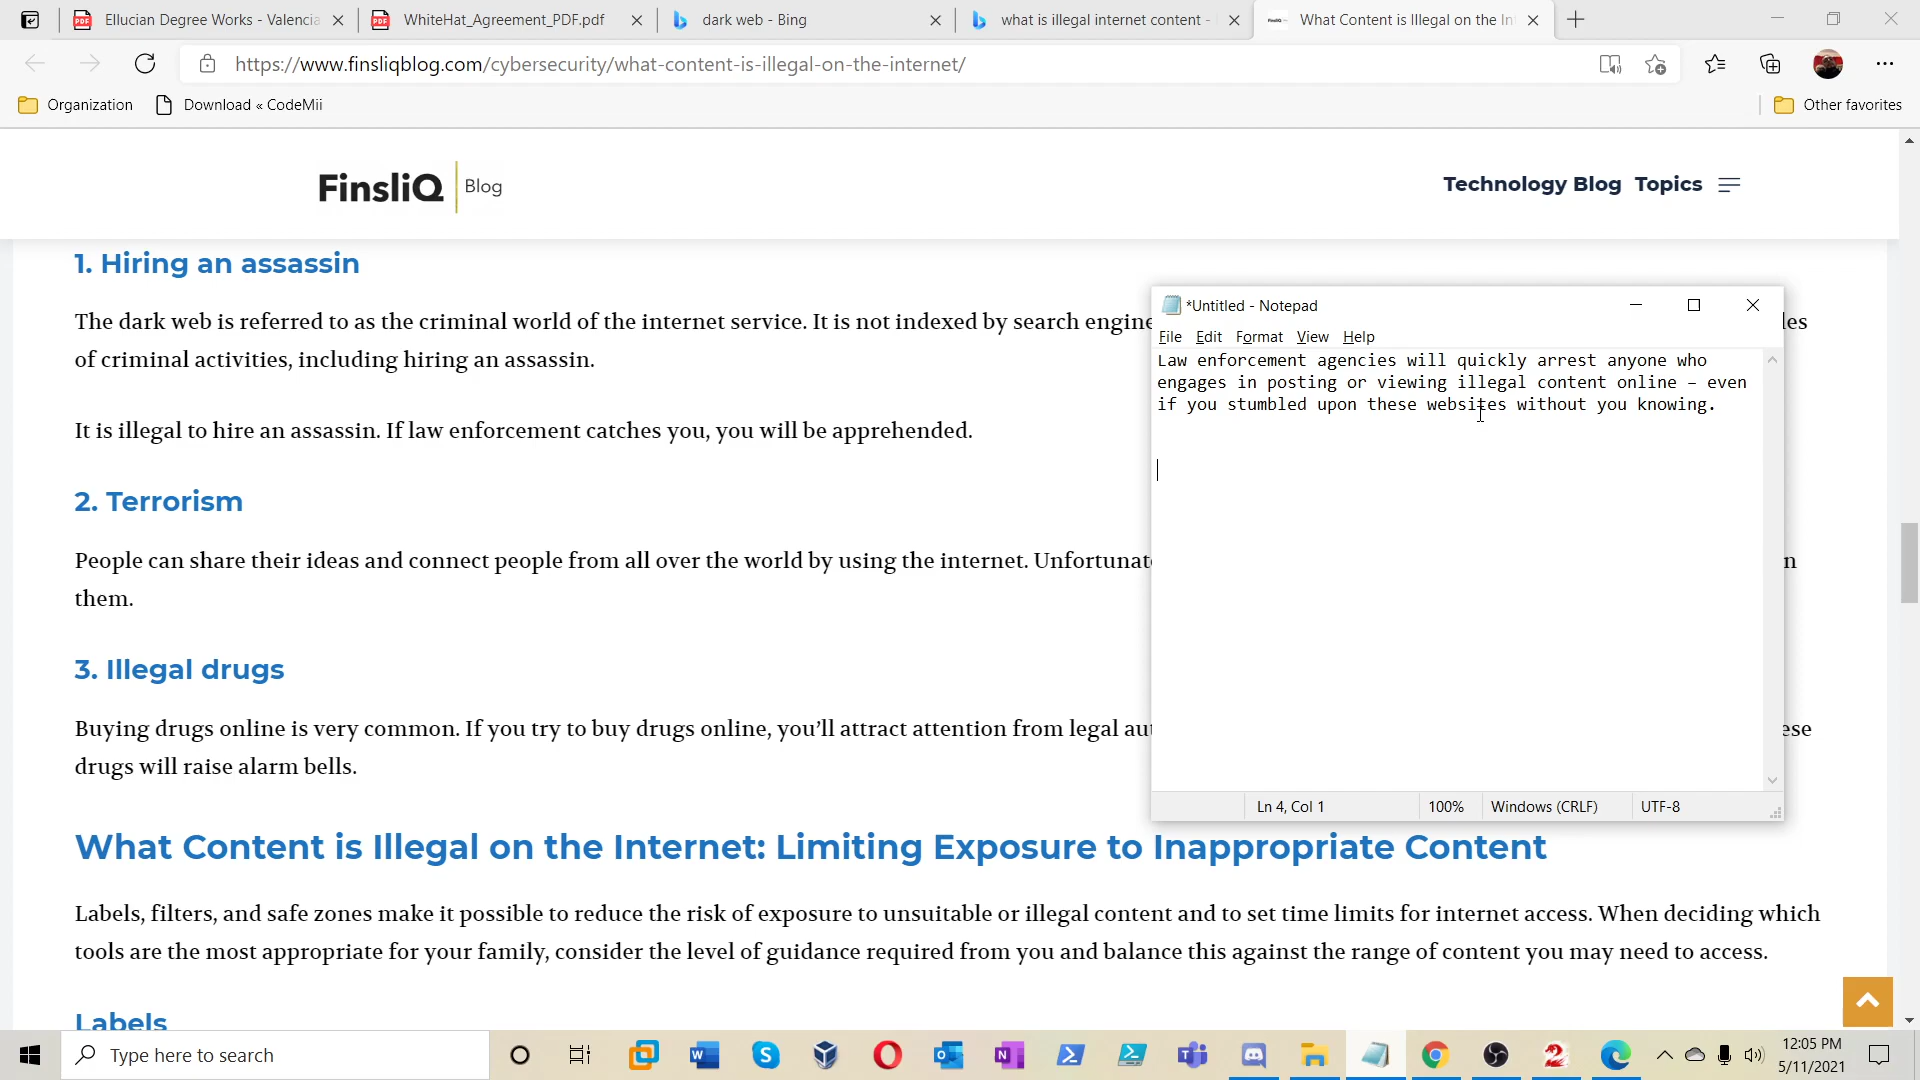 Ellucian Degree Works - Valencia
WhiteHat_Agreement_PDF.pdf
dark web - Bing
what is illegal internet content -
What Content is Illegal on the In
https://www.finsliqblog.com/cybersecurity/what-content-is-illegal-on-the-internet/
Organization
Download « CodeMii
Other favorites
FinsliQ Blog
Technology Blog Topics
1. Hiring an assassin
The dark web is referred to as the criminal world of the internet service. It is not indexed by search engine
les
of criminal activities, including hiring an assassin.
It is illegal to hire an assassin. If law enforcement catches you, you will be apprehended.
2. Terrorism
People can share their ideas and connect people from all over the world by using the internet. Unfortunat
n
them.
3. Illegal drugs
Buying drugs online is very common. If you try to buy drugs online, you’ll attract attention from legal au
ese
drugs will raise alarm bells.
*Untitled - Notepad
File Edit Format View Help
Law enforcement agencies will quickly arrest anyone who
engages in posting or viewing illegal content online – even
if you stumbled upon these websites without you knowing.
Ln 4, Col 1
100%
Windows (CRLF)
UTF-8
What Content is Illegal on the Internet: Limiting Exposure to Inappropriate Content
Labels, filters, and safe zones make it possible to reduce the risk of exposure to unsuitable or illegal content and to set time limits for internet access. When deciding which
tools are the most appropriate for your family, consider the level of guidance required from you and balance this against the range of content you may need to access.
Labels
Type here to search
12:05 PM
5/11/2021